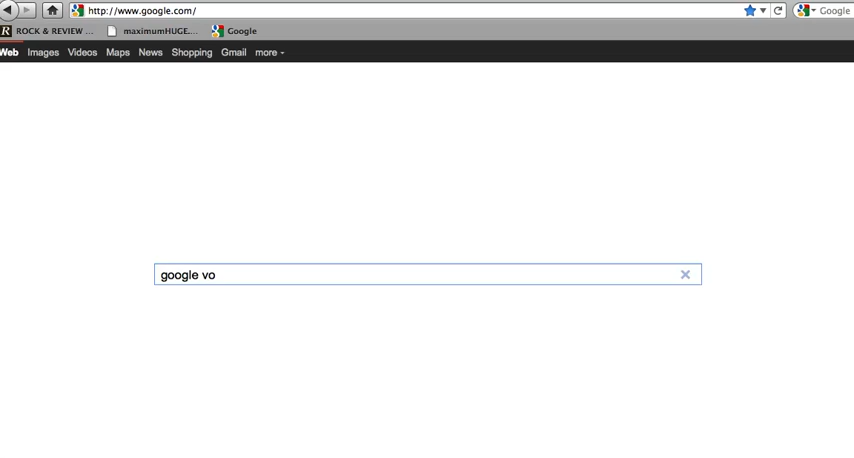 http://www.google.com/
Google
ROCK & REVIEW ...
maximumHUGE....
Google
Web Images Videos Maps News Shopping Gmail more
google vo